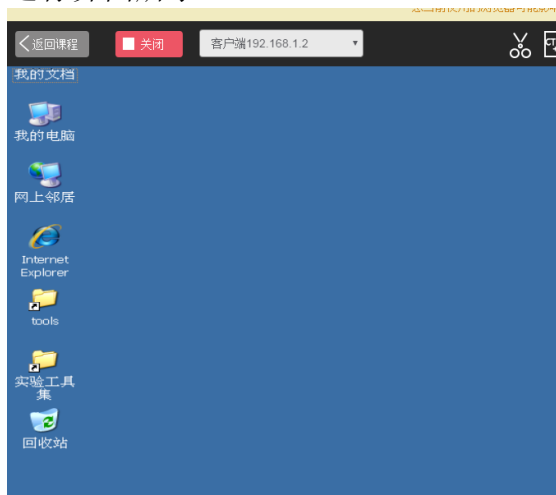 返回课程
关闭
客户端192.168.1.2
我的文档
我的电脑
网上邻居
Internet
Explorer
tools
实验工具
集
回收站